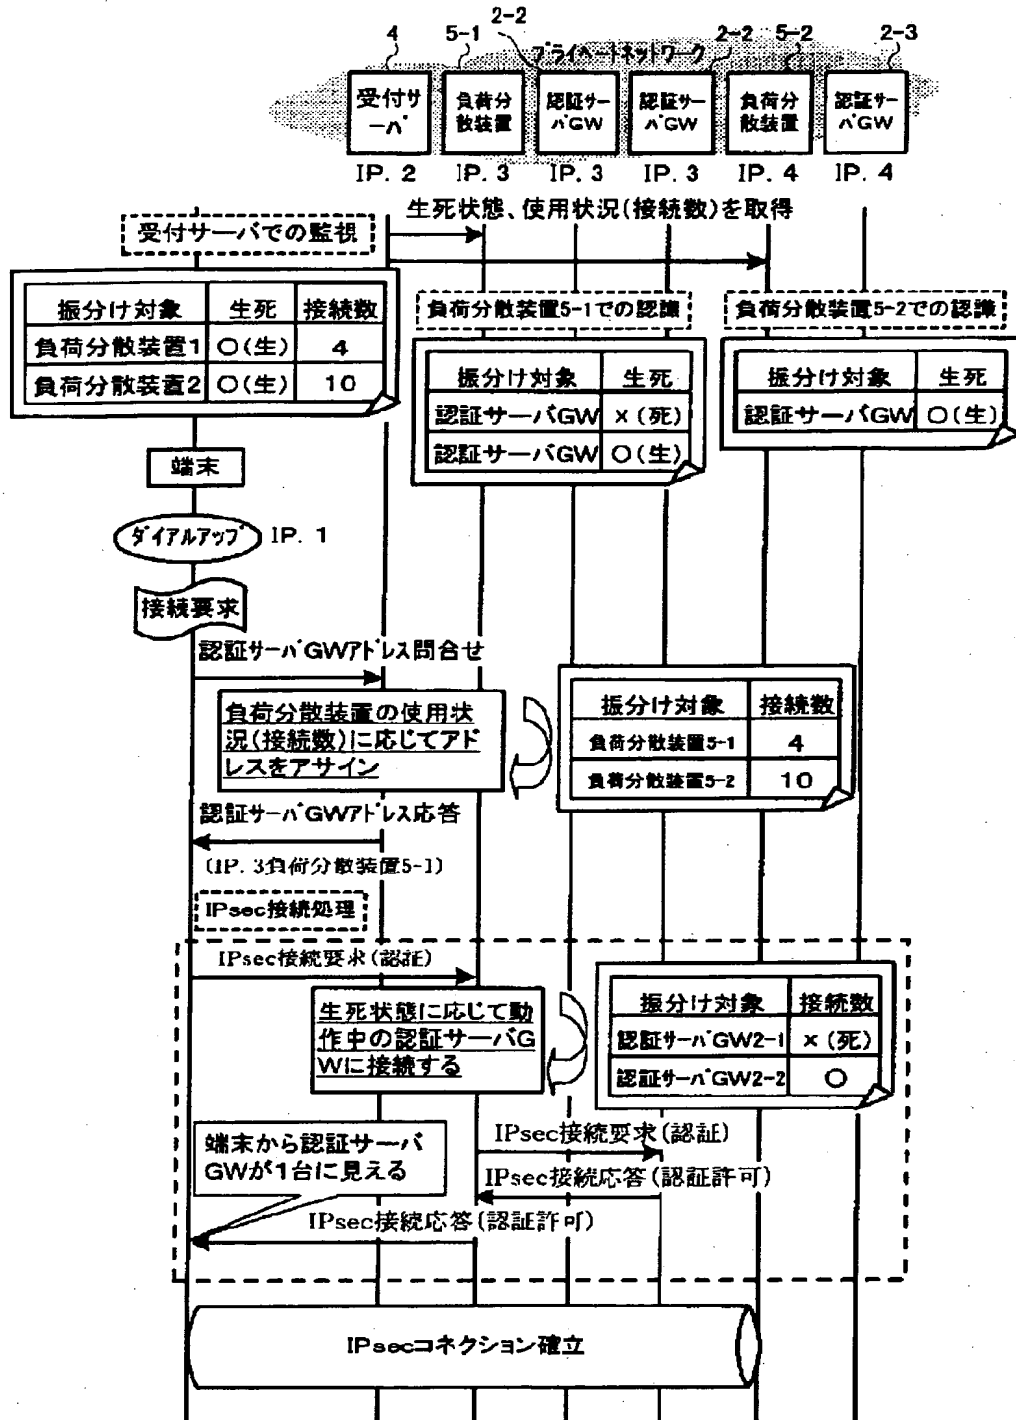 2-2
4
5-1
2-2
5-2
2-3
プライベートネットワーク
受付サ
ーバ
負荷分
散装置
認証サー
バGW
認証サー
バGW
負荷分
散装置
認証サー
バGW
IP. 2
IP. 3
IP. 3
IP. 3
IP. 4
IP. 4
生死状態、使用状況(接続数)を取得
受付サーバでの監視
振分け対象 生死 接続数
負荷分散装置1 ○(生) 4
負荷分散装置2 ○(生) 10
負荷分散装置5-1での認識
振分け対象 生死
認証サーバGW ×(死)
認証サーバGW ○(生)
負荷分散装置5-2での認識
振分け対象 生死
認証サーバGW ○(生)
端末
ダイアルアップ IP. 1
接続要求
認証サーバGWアドレス問合せ
負荷分散装置の使用状
況(接続数)に応じてアド
レスをアサイン
振分け対象 接続数
負荷分散装置5-1 4
負荷分散装置5-2 10
認証サーバGWアドレス応答
(IP. 3負荷分散装置5-1)
IPsec接続処理
IPsec接続要求(認証)
生死状態に応じて動
作中の認証サーバG
Wに接続する
振分け対象 接続数
認証サーバGW2-1 ×(死)
認証サーバGW2-2 ○
端末から認証サーバ
GWが1台に見える
IPsec接続要求(認証)
IPsec接続応答(認証許可)
IPsec接続応答(認証許可)
IPsecコネクション確立